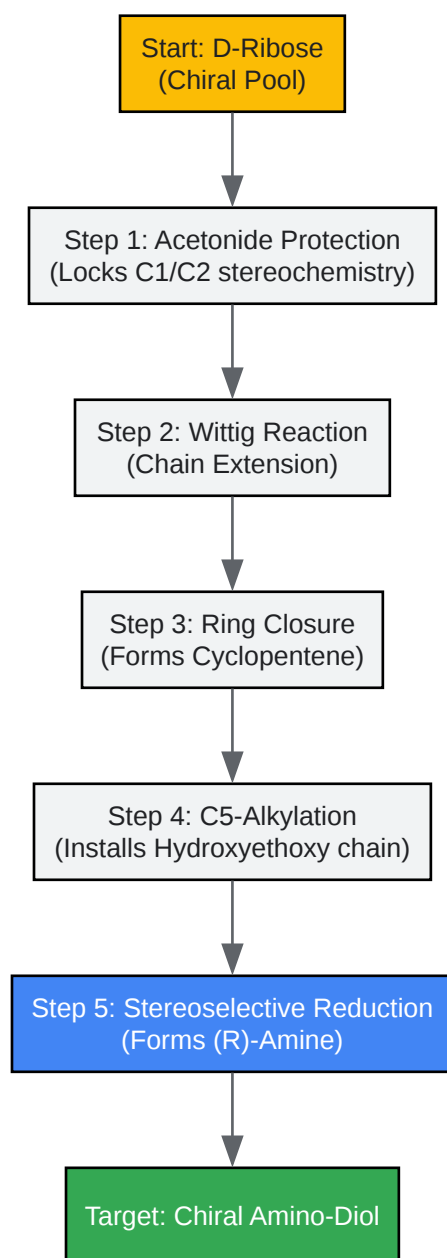 Start: D-Ribose
(Chiral Pool)
Step 1: Acetonide Protection
(Locks C1/C2 stereochemistry)
Step 2: Wittig Reaction
(Chain Extension)
Step 3: Ring Closure
(Forms Cyclopentene)
Step 4: C5-Alkylation
(Installs Hydroxyethoxy chain)
Step 5: Stereoselective Reduction
(Forms (R)-Amine)
Target: Chiral Amino-Diol